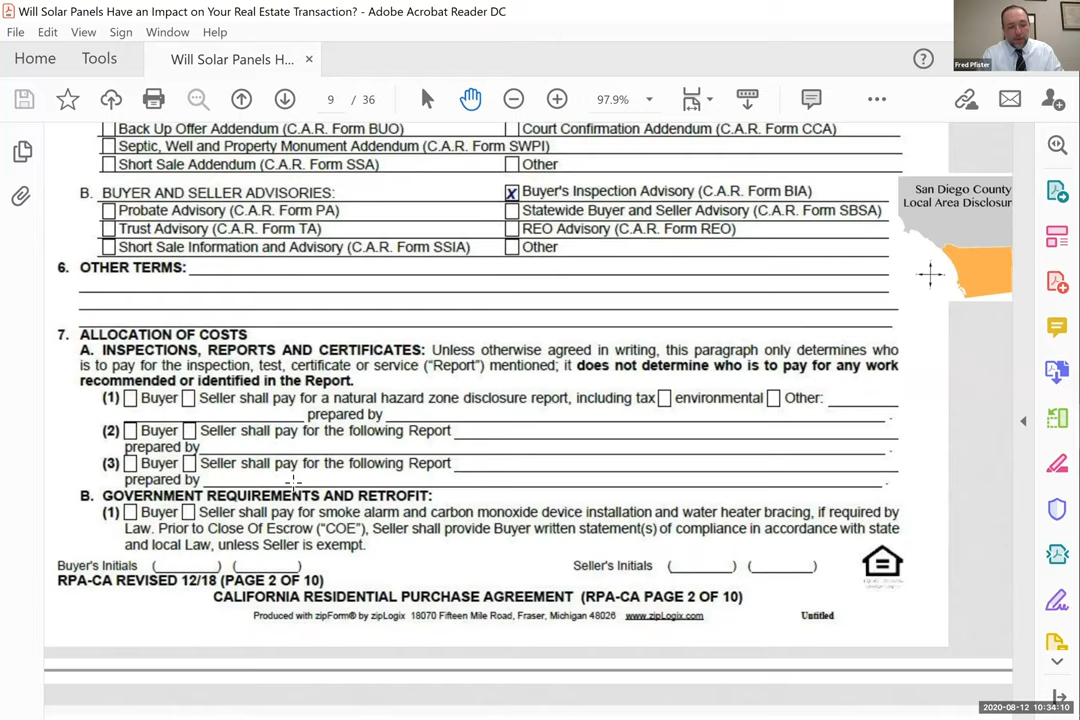 Will Solar Panels Have an Impact on Your Real Estate Transaction? - Adobe Acrobat Reader DC
File Edit View Sign Window Help
Home Tools Will Solar Panels H... ×
9 / 36 97.9%
Fred Pfister
Back Up Offer Addendum (C.A.R. Form BUO) Court Confirmation Addendum (C.A.R. Form CCA)
Septic, Well and Property Monument Addendum (C.A.R. Form SWPI)
Short Sale Addendum (C.A.R. Form SSA) Other
B. BUYER AND SELLER ADVISORIES: X Buyer's Inspection Advisory (C.A.R. Form BIA)
Probate Advisory (C.A.R. Form PA) Statewide Buyer and Seller Advisory (C.A.R. Form SBSA)
Trust Advisory (C.A.R. Form TA) REO Advisory (C.A.R. Form REO)
Short Sale Information and Advisory (C.A.R. Form SSIA) Other
San Diego County
Local Area Disclosur
6. OTHER TERMS:
7. ALLOCATION OF COSTS
A. INSPECTIONS, REPORTS AND CERTIFICATES: Unless otherwise agreed in writing, this paragraph only determines who
is to pay for the inspection, test, certificate or service ("Report") mentioned; it does not determine who is to pay for any work
recommended or identified in the Report.
(1) Buyer Seller shall pay for a natural hazard zone disclosure report, including tax environmental Other:
prepared by .
(2) Buyer Seller shall pay for the following Report
prepared by .
(3) Buyer Seller shall pay for the following Report
prepared by .
B. GOVERNMENT REQUIREMENTS AND RETROFIT:
(1) Buyer Seller shall pay for smoke alarm and carbon monoxide device installation and water heater bracing, if required by
Law. Prior to Close Of Escrow ("COE"), Seller shall provide Buyer written statement(s) of compliance in accordance with state
and local Law, unless Seller is exempt.
Buyer's Initials ( ) ( ) Seller's Initials ( ) ( )
RPA-CA REVISED 12/18 (PAGE 2 OF 10)
CALIFORNIA RESIDENTIAL PURCHASE AGREEMENT (RPA-CA PAGE 2 OF 10)
Produced with zipForm® by zipLogix 18070 Fifteen Mile Road, Fraser, Michigan 48026 www.zipLogix.com Untitled
2020-08-12 10:34:10